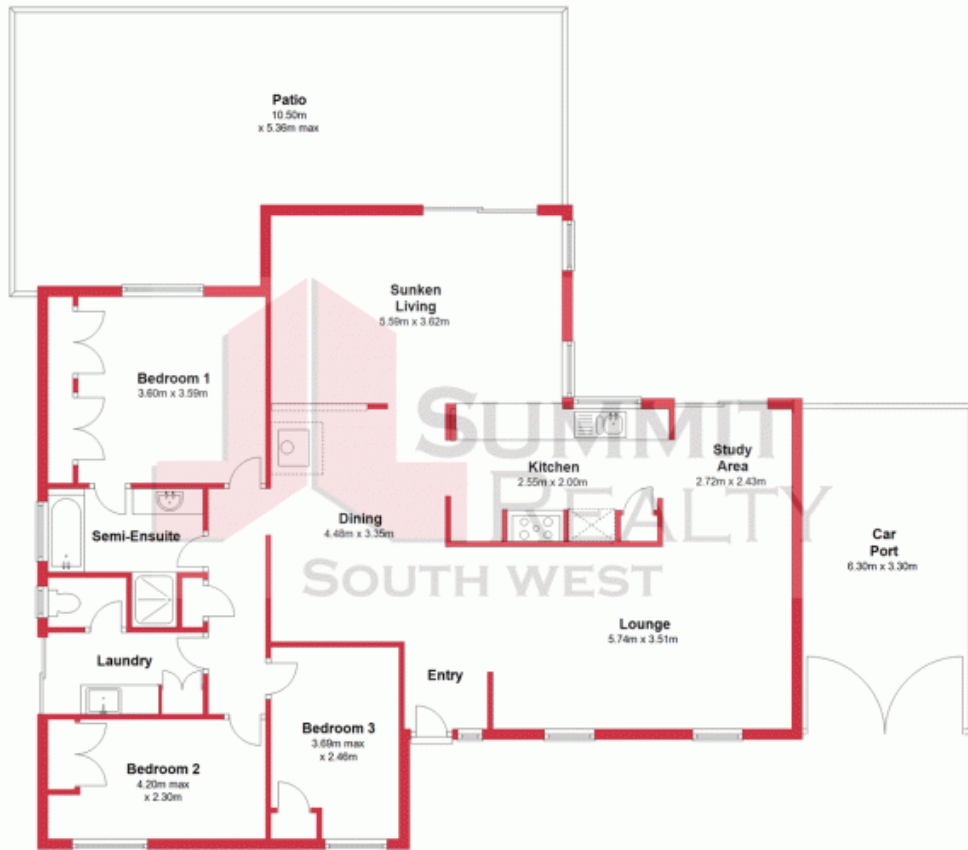 Patio
10.50m
x 5.36m max
Sunken
Living
5.59m x 3.62m
Bedroom 1
3.60m x 3.59m
SUMMIT
REALTY
SOUTH WEST
Kitchen
2.55m x 2.00m
Study
Area
2.72m x 2.43m
Dining
4.48m x 3.35m
Semi-Ensuite
Car
Port
6.30m x 3.30m
Lounge
5.74m x 3.51m
Laundry
Entry
Bedroom 3
3.69m max
x 2.46m
Bedroom 2
4.20m max
x 2.30m